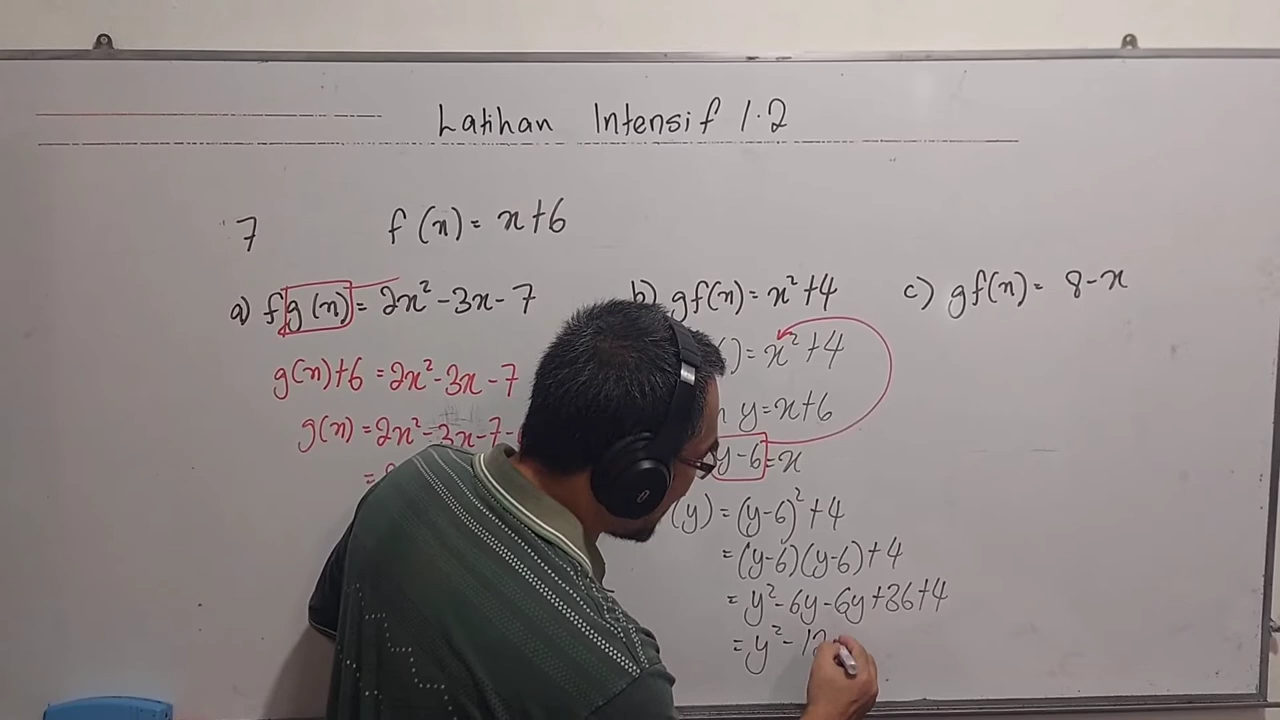 Latihan Intensif 1.2
7 f(x) = x+6
a) fg(x) = 2x² - 3x - 7
g(x)+6 = 2x² - 3x - 7
g(x) = 2x² - 3x - 7 -
=
b) gf(x) = x² + 4
) = x² + 4
y = x+6
y-6 = x
(y) = (y-6)² + 4
= (y-6)(y-6) + 4
= y² - 6y - 6y + 36 + 4
= y² - 12
c) gf(x) = 8 - x